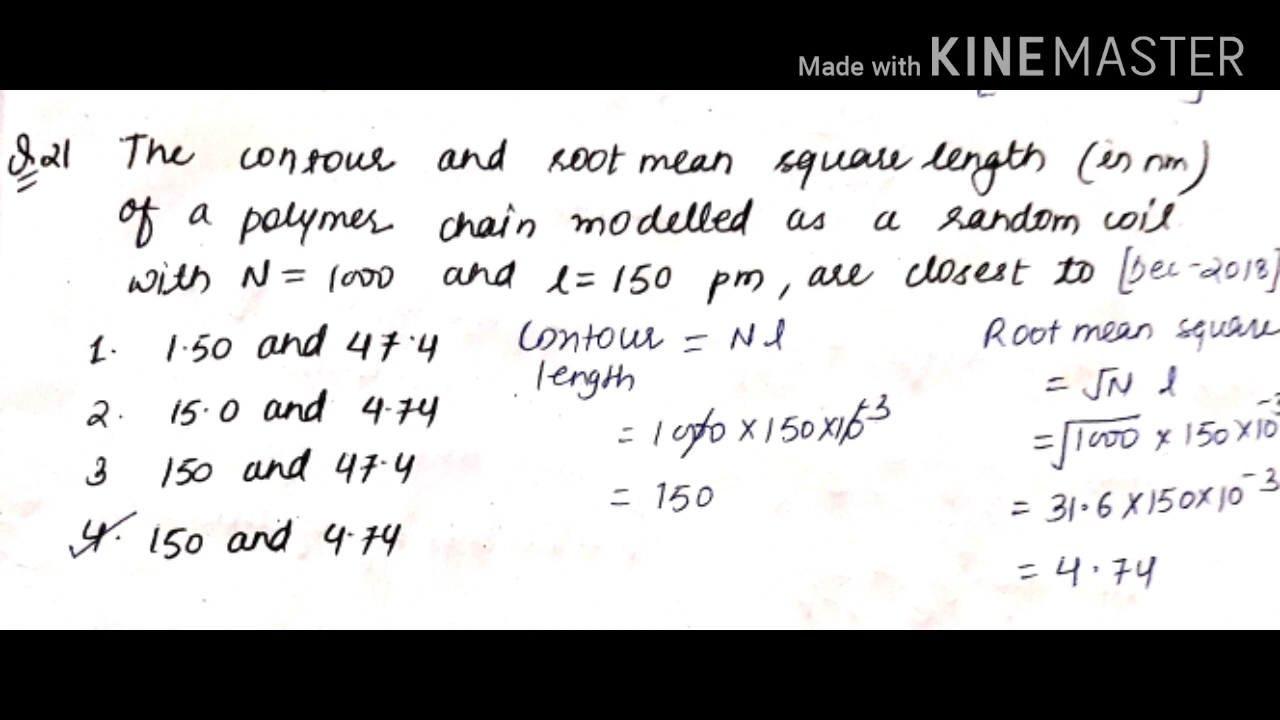 Made with KINEMASTER
Q.21 The contour and root mean square length (in nm)
of a polymer chain modelled as a random coil
with N = 1000 and l = 150 pm, are closest to [Dec-2018]
1. 1.50 and 47.4
2. 15.0 and 4.74
3 150 and 47.4
4. 150 and 4.74
Contour length = Nl
= 1000 × 150 × 10⁻³
= 150
Root mean square
= √N l
= √1000 × 150 × 10⁻³
= 31.6 × 150 × 10⁻³
= 4.74